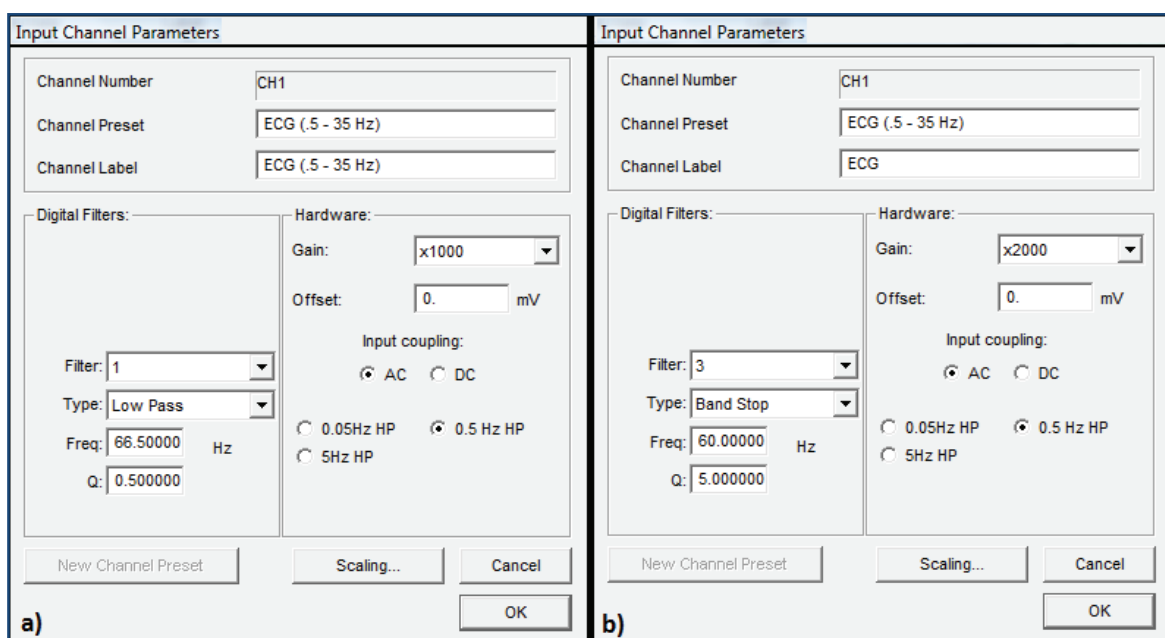 Input Channel Parameters
Channel Number CH1
Channel Preset ECG (.5 - 35 Hz)
Channel Label ECG (.5 - 35 Hz)
Digital Filters:
Filter: 1
Type: Low Pass
Freq: 66.50000 Hz
Q: 0.500000
Hardware:
Gain: x1000
Offset: 0. mV
Input coupling:
AC DC
0.05Hz HP 0.5 Hz HP
5Hz HP
New Channel Preset Scaling... Cancel
OK
a)
Input Channel Parameters
Channel Number CH1
Channel Preset ECG (.5 - 35 Hz)
Channel Label ECG
Digital Filters:
Filter: 3
Type: Band Stop
Freq: 60.00000 Hz
Q: 5.000000
Hardware:
Gain: x2000
Offset: 0. mV
Input coupling:
AC DC
0.05Hz HP 0.5 Hz HP
5Hz HP
New Channel Preset Scaling... Cancel
OK
b)